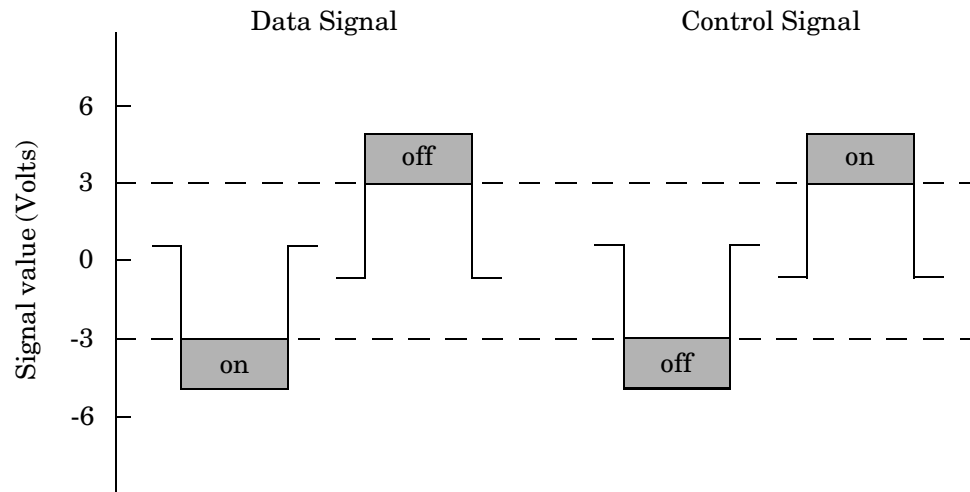 Data Signal
Control Signal
Signal value (Volts)
6
3
0
-3
-6
off
on
on
off